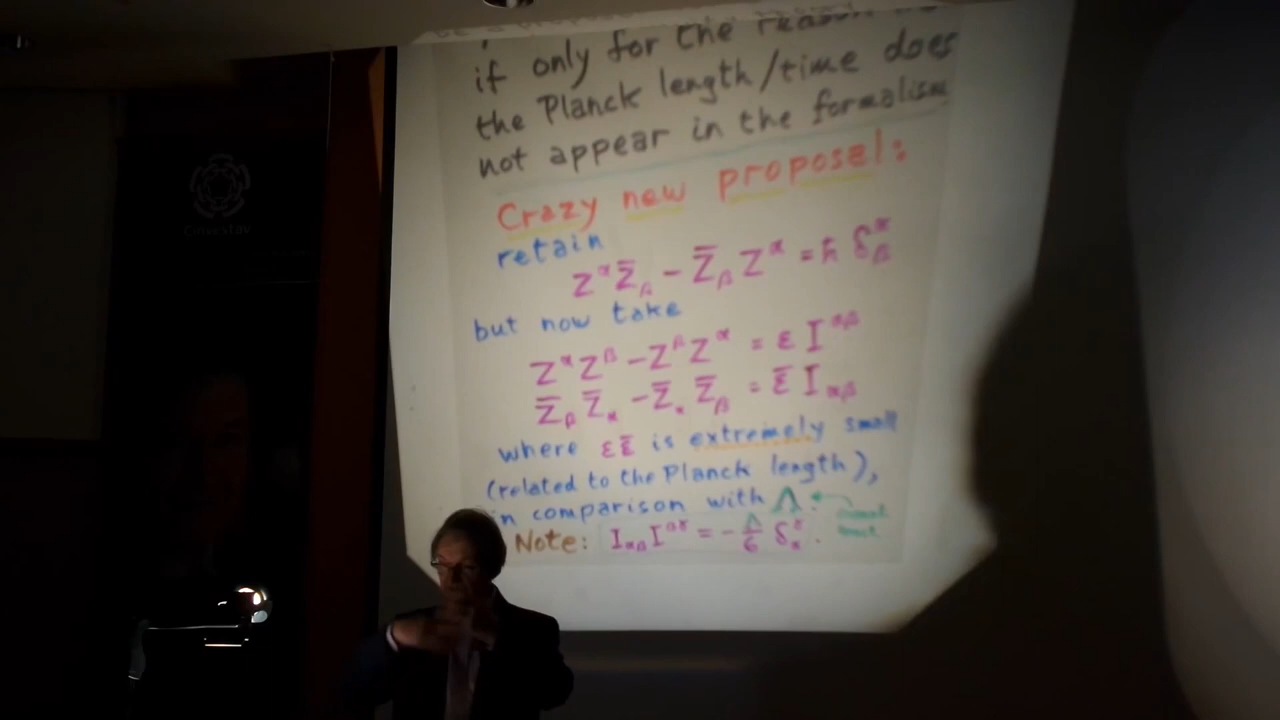 Cinvestav
if only for the reason
the Planck length/time does
not appear in the formalism
Crazy new proposal:
retain
Z^α Z̄_β - Z̄_β Z^α = ħ δ^α_β
but now take
Z^α Z^β - Z^β Z^α = ε I^αβ
Z̄_β Z̄_α - Z̄_α Z̄_β = ε̄ I_αβ
where εε̄ is extremely small
(related to the Planck length),
in comparison with Λ.
Note: I_αβ I^βγ = -Λ/6 δ^γ_α.